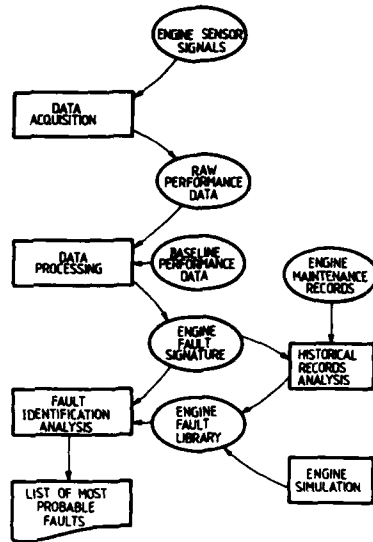 ENGINE SENSOR
SIGNALS
DATA
ACQUISITION
RAW
PERFORMANCE
DATA
DATA
PROCESSING
BASELINE
PERFORMANCE
DATA
ENGINE
MAINTENANCE
RECORDS
ENGINE
FAULT
SIGNATURE
HISTORICAL
RECORDS
ANALYSIS
FAULT
IDENTIFICATION
ANALYSIS
ENGINE
FAULT
LIBRARY
ENGINE
SIMULATION
LIST OF MOST
PROBABLE
FAULTS